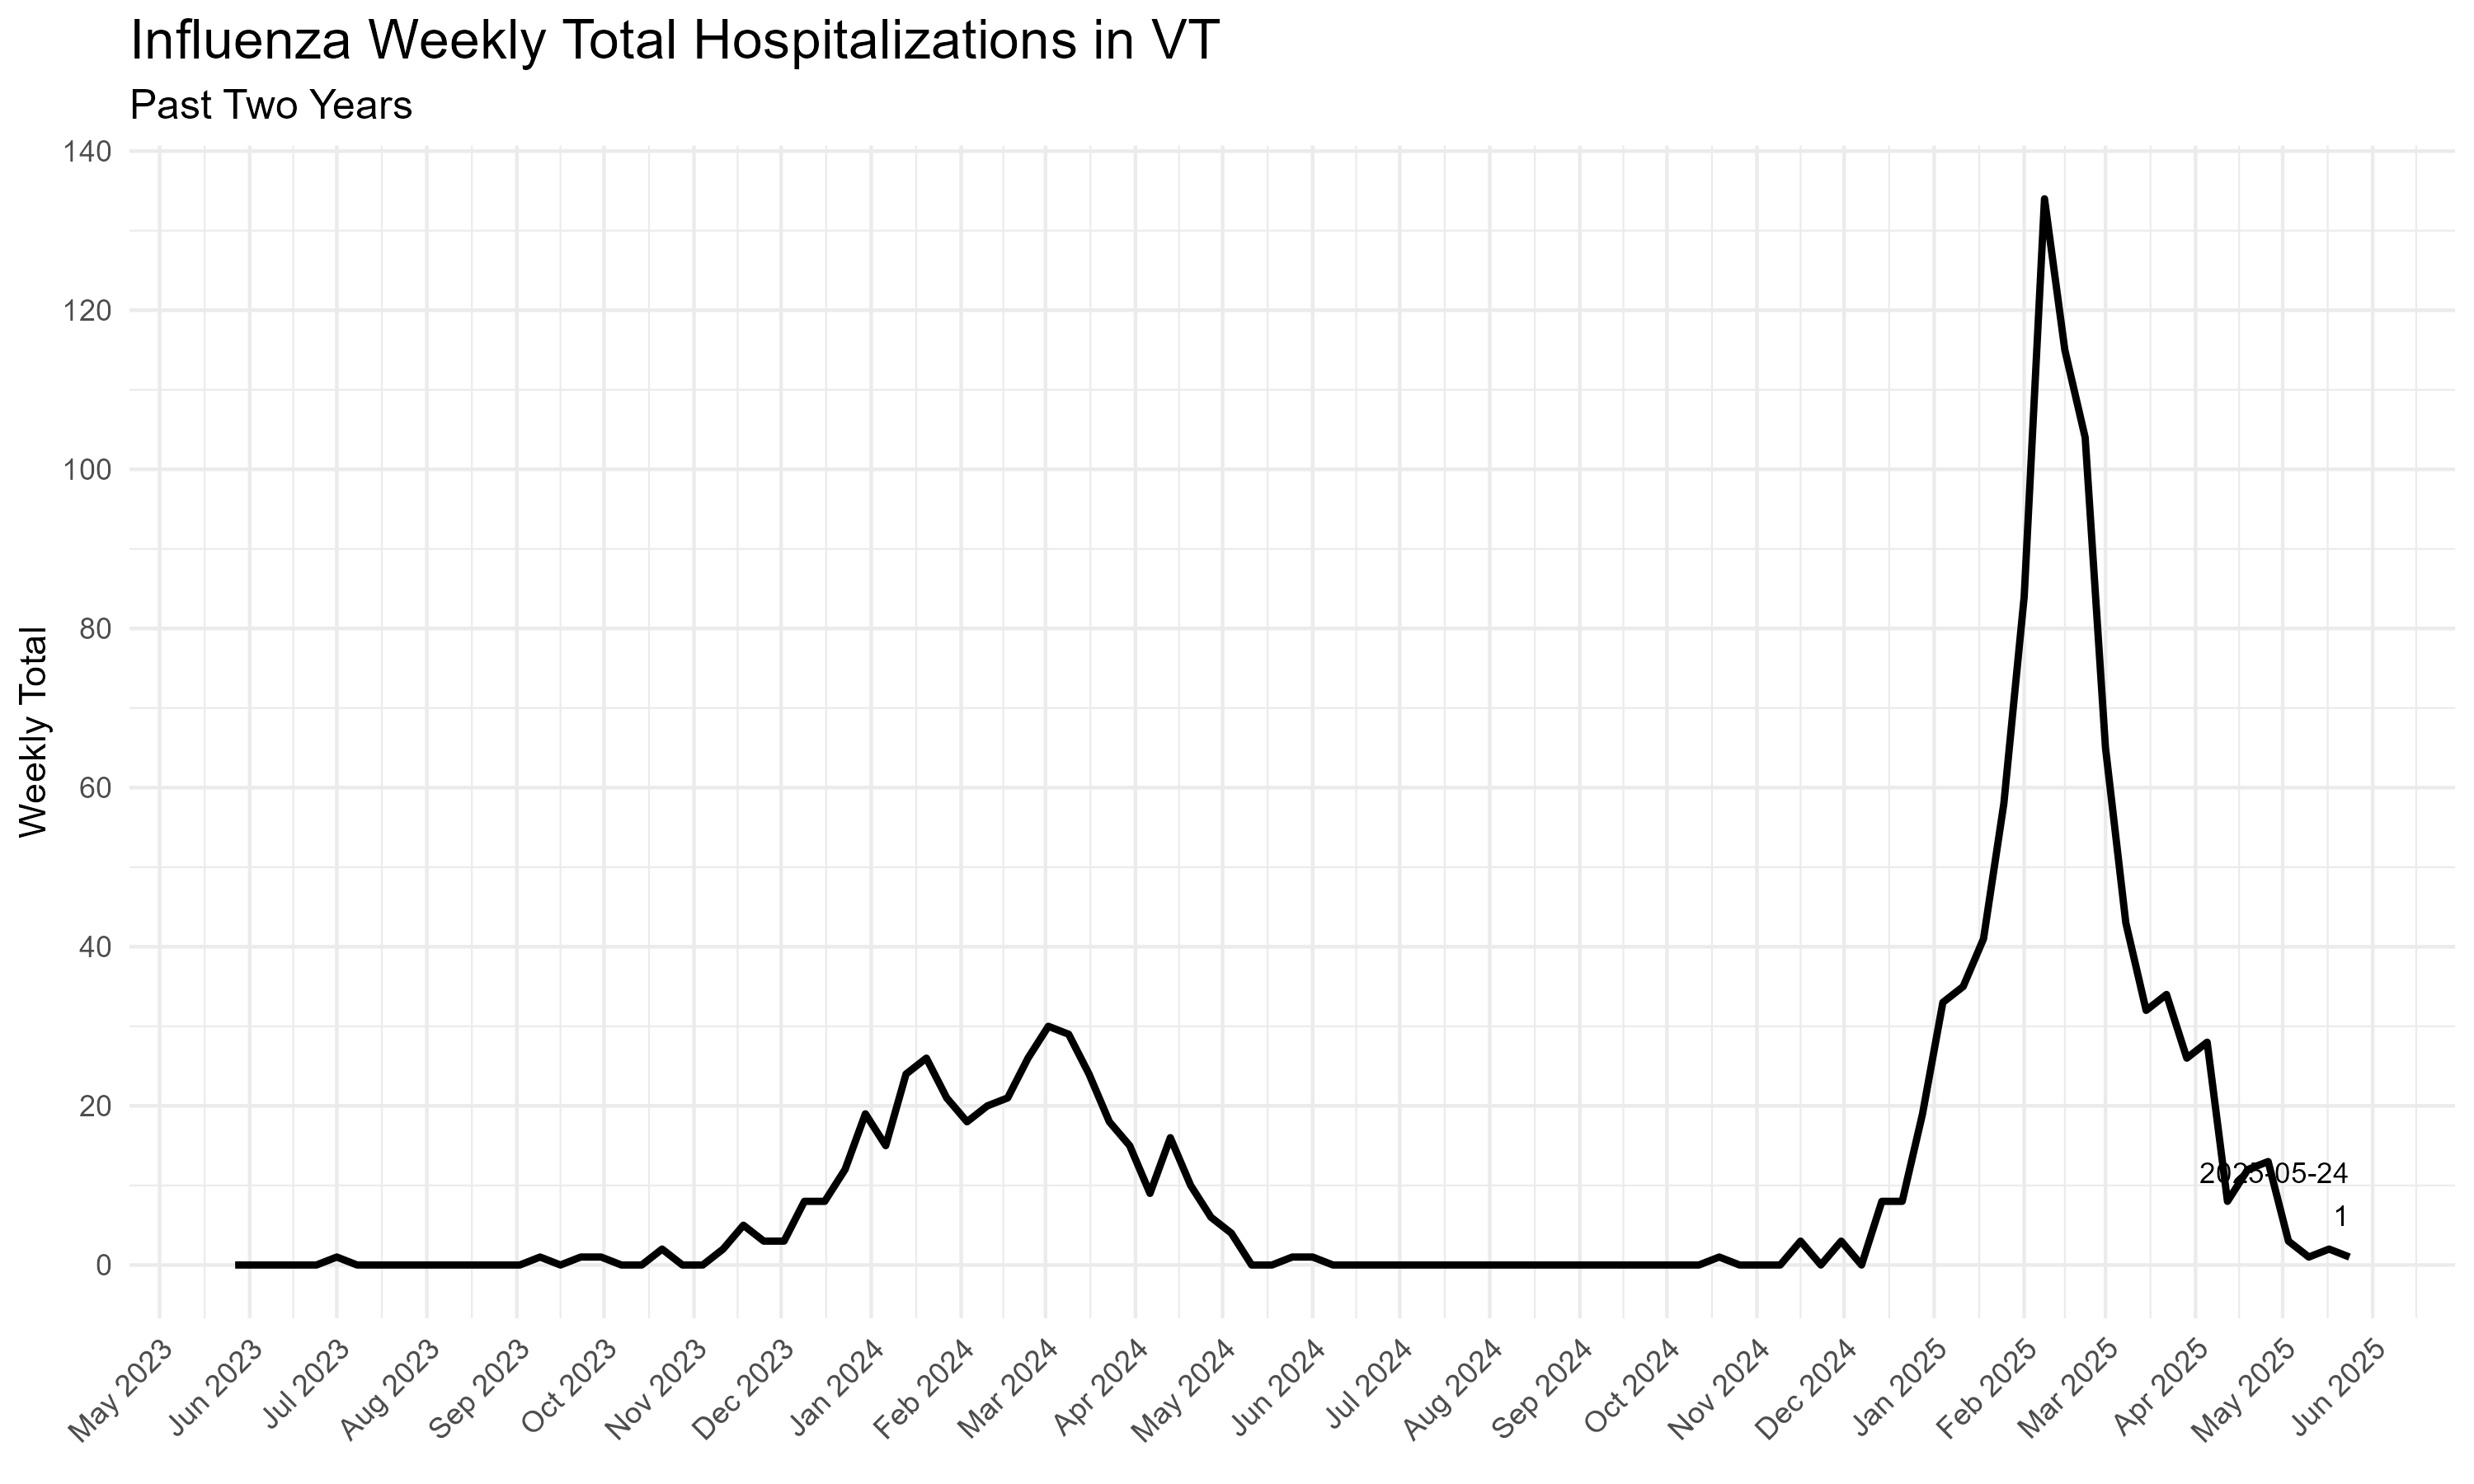 Influenza Weekly Total Hospitalizations in VT
Past Two Years
Weekly Total
140
120
100
80
60
40
20
0
2025-05-24
1
May 2023
Jun 2023
Jul 2023
Aug 2023
Sep 2023
Oct 2023
Nov 2023
Dec 2023
Jan 2024
Feb 2024
Mar 2024
Apr 2024
May 2024
Jun 2024
Jul 2024
Aug 2024
Sep 2024
Oct 2024
Nov 2024
Dec 2024
Jan 2025
Feb 2025
Mar 2025
Apr 2025
May 2025
Jun 2025